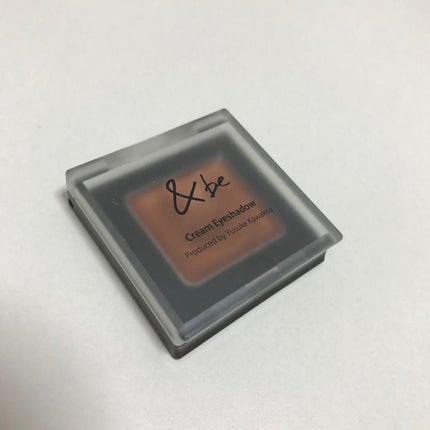 & be
Cream Eyeshadow
Produced by Yusuke Kawakita